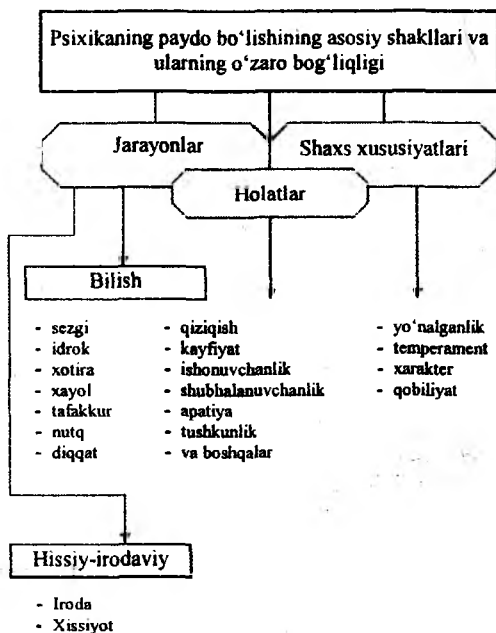 Psixikaning paydo bo‘lishining asosiy shakllari va
ularning o‘zaro bog‘liqligi
Jarayonlar
Shaxs xususiyatlari
Holatlar
Bilish
- sezgi
- idrok
- xotira
- xayol
- tafakkur
- nutq
- diqqat
- qiziqish
- kayfiyat
- ishonuvchanlik
- shubhalanuvchanlik
- apatiya
- tushkunlik
- va boshqalar
- yo‘nalganlik
- temperament
- xarakter
- qobiliyat
Hissiy-irodaviy
- Iroda
- Xissiyot